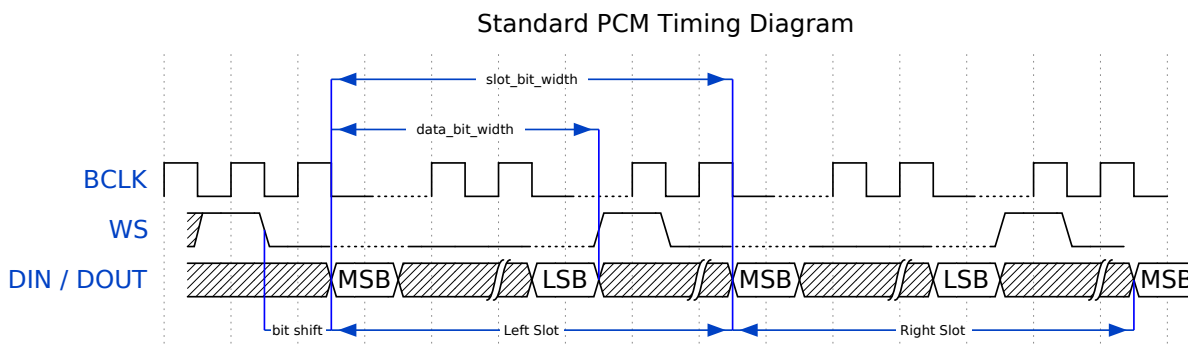 Standard PCM Timing Diagram
slot_bit_width
data_bit_width
BCLK
WS
DIN / DOUT
MSB
LSB
MSB
LSB
MSB
bit shift
Left Slot
Right Slot